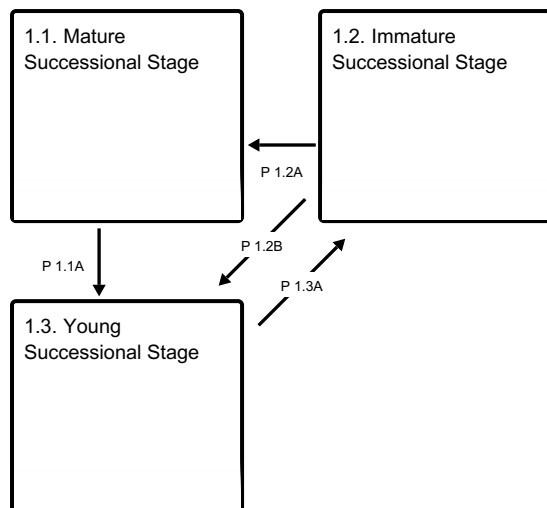 1.1. Mature
Successional Stage
1.2. Immature
Successional Stage
P 1.2A
P 1.2B
P 1.1A
P 1.3A
1.3. Young
Successional Stage